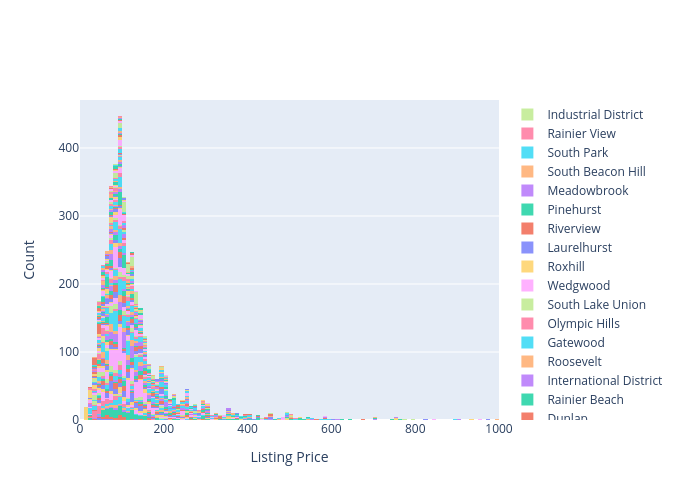 Count
400
300
200
100
0
0
200
400
600
800
1000
Listing Price
Industrial District
Rainier View
South Park
South Beacon Hill
Meadowbrook
Pinehurst
Riverview
Laurelhurst
Roxhill
Wedgwood
South Lake Union
Olympic Hills
Gatewood
Roosevelt
International District
Rainier Beach
Dunlap